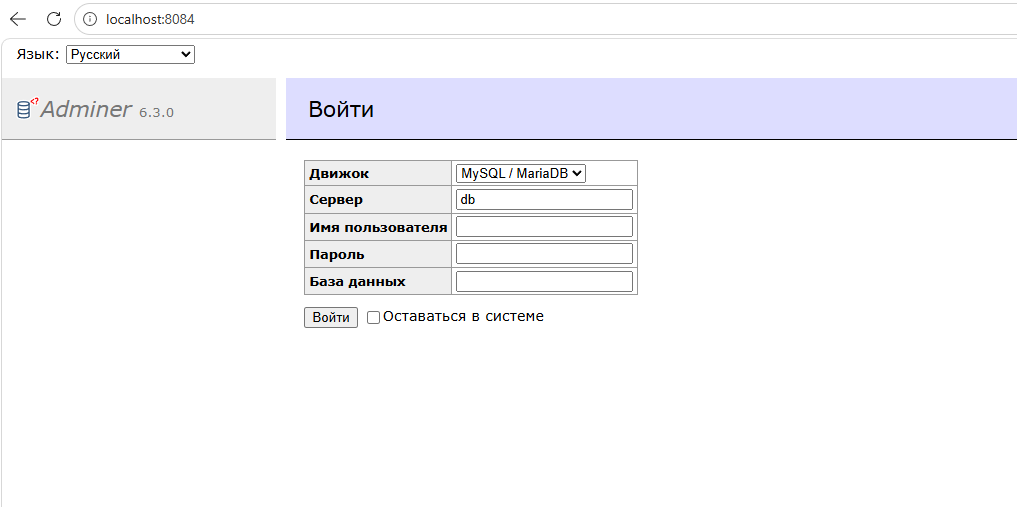 localhost:8084
Язык: Русский
Adminer 6.3.0
Войти
Движок MySQL / MariaDB
Сервер db
Имя пользователя
Пароль
База данных
Войти Оставаться в системе